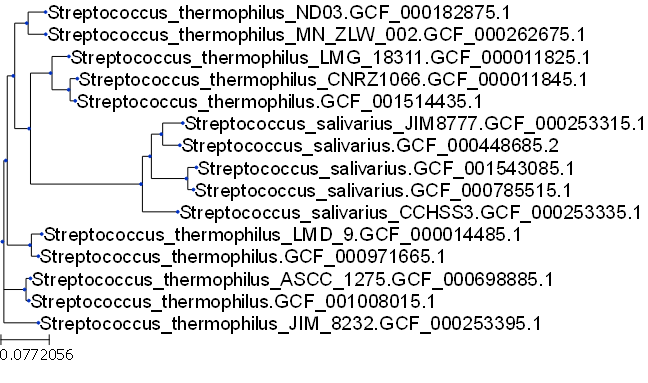 Streptococcus_thermophilus_ND03.GCF_000182875.1
Streptococcus_thermophilus_MN_ZLW_002.GCF_000262675.1
Streptococcus_thermophilus_LMG_18311.GCF_000011825.1
Streptococcus_thermophilus_CNRZ1066.GCF_000011845.1
Streptococcus_thermophilus.GCF_001514435.1
Streptococcus_salivarius_JIM8777.GCF_000253315.1
Streptococcus_salivarius.GCF_000448685.2
Streptococcus_salivarius.GCF_001543085.1
Streptococcus_salivarius.GCF_000785515.1
Streptococcus_salivarius_CCHSS3.GCF_000253335.1
Streptococcus_thermophilus_LMD_9.GCF_000014485.1
Streptococcus_thermophilus.GCF_000971665.1
Streptococcus_thermophilus_ASCC_1275.GCF_000698885.1
Streptococcus_thermophilus.GCF_001008015.1
Streptococcus_thermophilus_JIM_8232.GCF_000253395.1
0.0772056